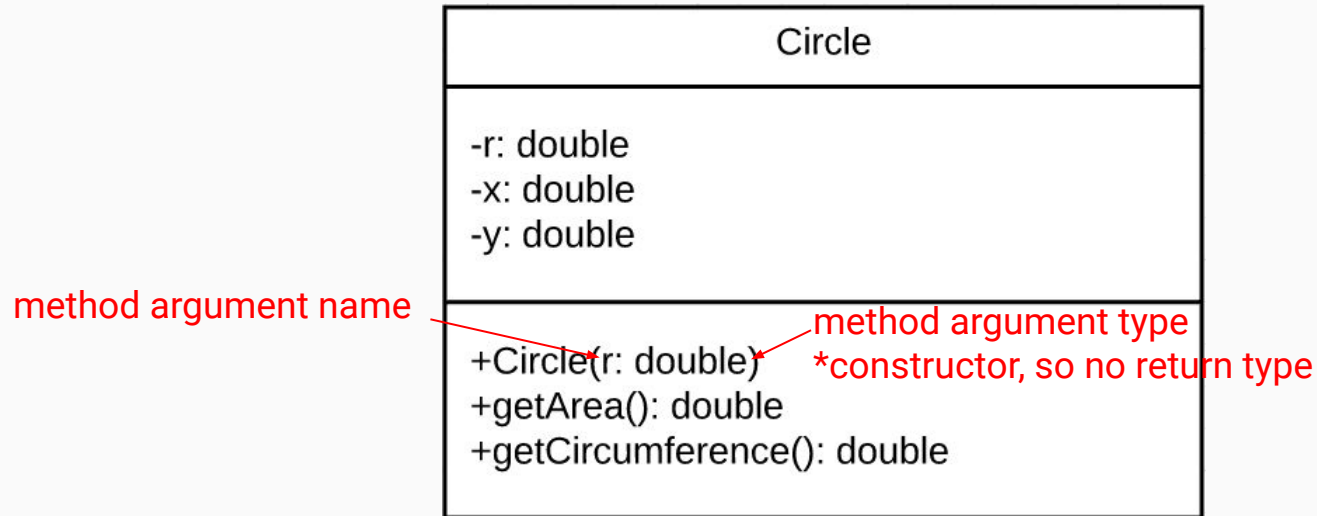 Circle
-r: double
-x: double
-y: double
method argument name
method argument type
*constructor, so no return type
+Circle(r: double)
+getArea(): double
+getCircumference(): double